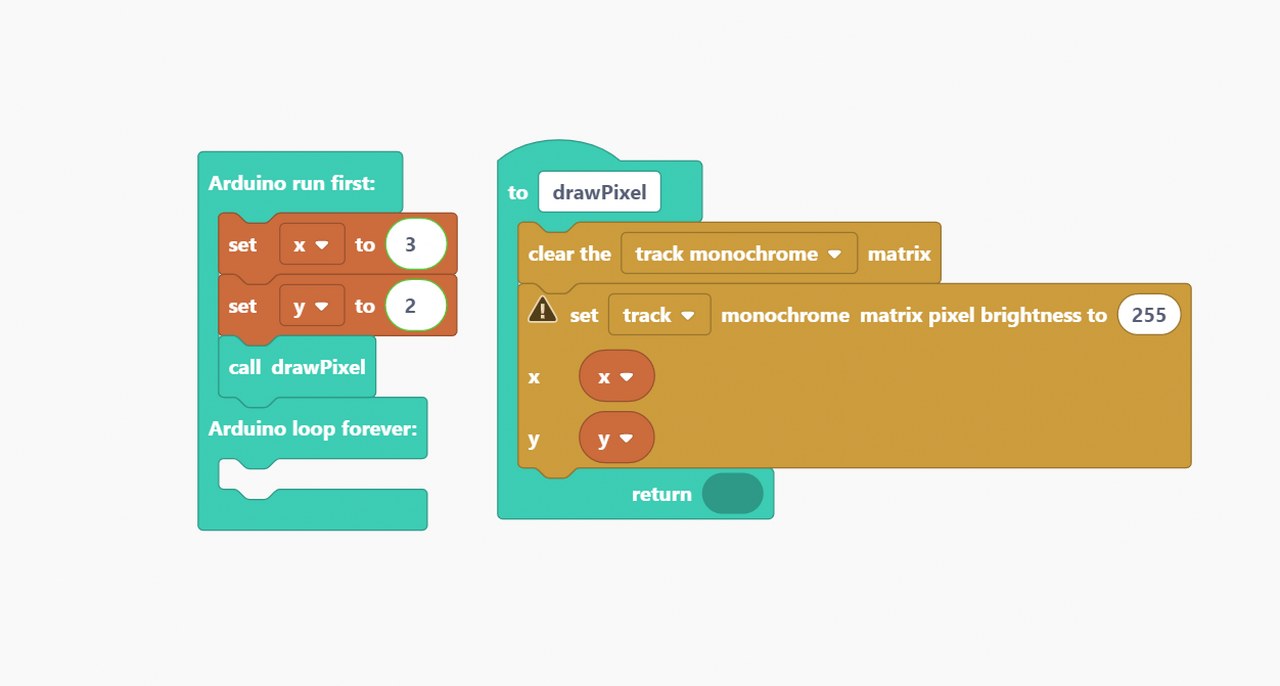 Arduino run first:
set x to 3
set y to 2
call drawPixel
Arduino loop forever:
to drawPixel
clear the track monochrome matrix
set track monochrome matrix pixel brightness to 255
x x
y y
return